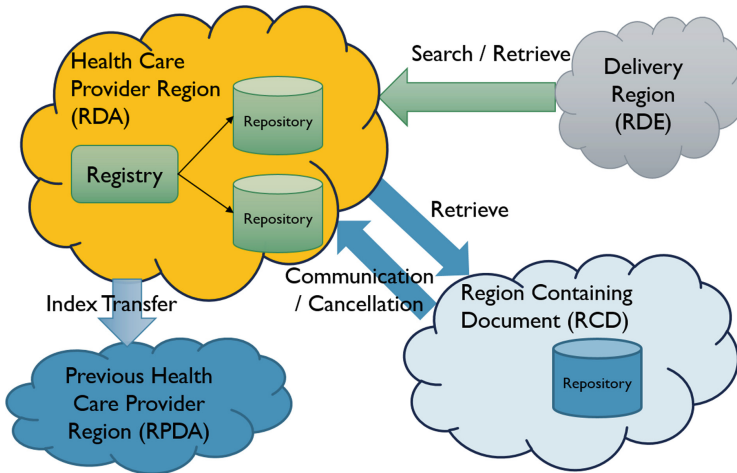 Health Care
Provider Region
(RDA)
Repository
Registry
Repository
Search / Retrieve
Delivery
Region
(RDE)
Retrieve
Communication
/ Cancellation
Index Transfer
Region Containing
Document (RCD)
Repository
Previous Health
Care Provider
Region (RPDA)